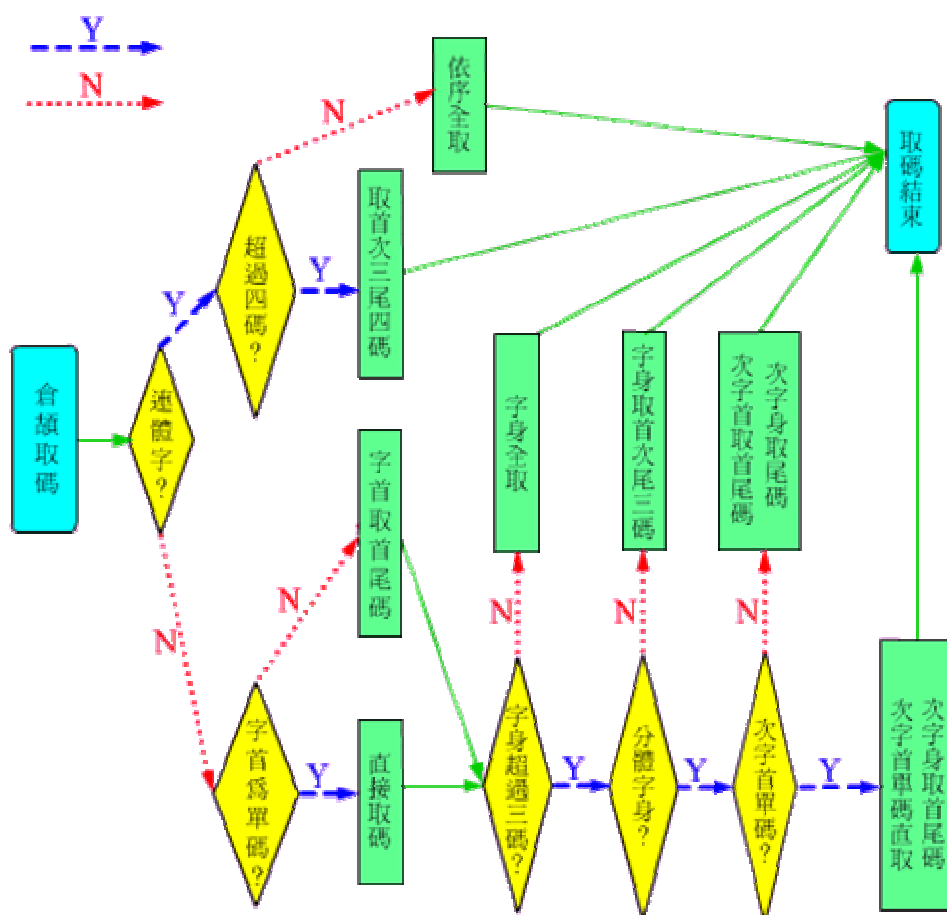 Y
N
倉頡取碼
連體字？
Y
超過四碼？
N
依序全取
Y
取首次三尾四碼
取碼結束
N
字首爲單碼？
N
字首取首尾碼
Y
直接取碼
字身超過三碼？
N
字身全取
Y
分體字身？
N
字身取首次尾三碼
Y
次字首單碼？
N
次字首取首尾碼
次字身取尾碼
Y
次字首單碼直取
次字身取首尾碼